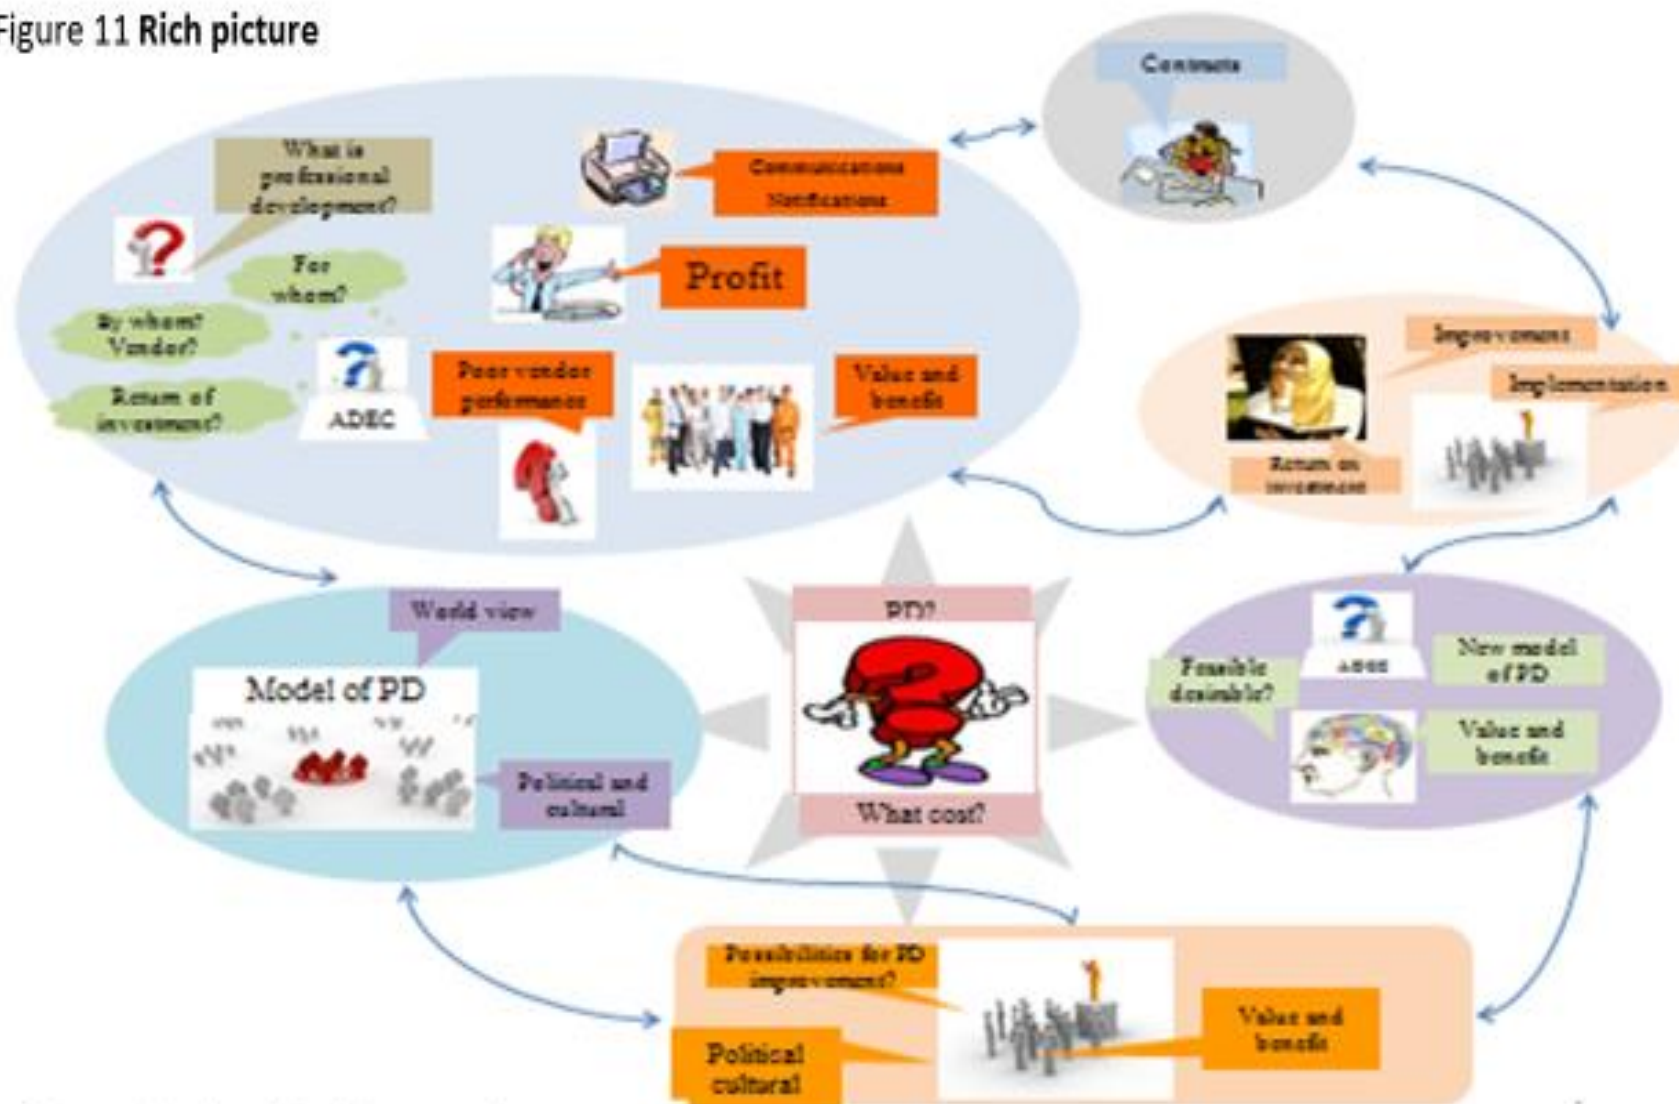 Figure 11 Rich picture
Contracts
What is
professional
development?
Communications
Notifications
For
whom?
Profit
By whom?
Vendor?
Return of
investment?
ADEC
Poor vendor
performance
Value and
benefit
Improvement
Implementation
Return on
investment
World view
Model of PD
Political and
cultural
PD?
What cost?
Feasible
desirable?
New model
of PD
Value and
benefit
Possibilities for PD
improvement?
Political
cultural
Value and
benefit